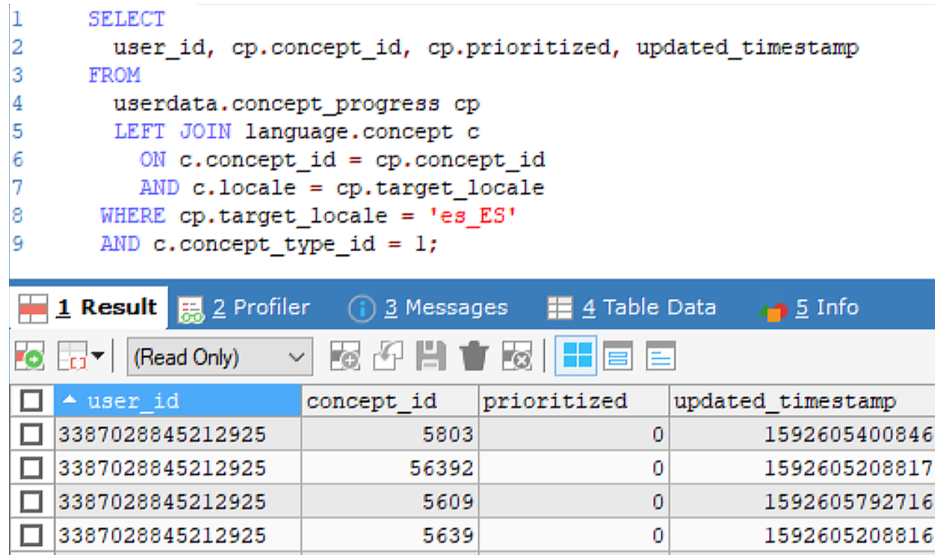 1 SELECT
2 user_id, cp.concept_id, cp.prioritized, updated_timestamp
3 FROM
4 userdata.concept_progress cp
5 LEFT JOIN language.concept c
6 ON c.concept_id = cp.concept_id
7 AND c.locale = cp.target_locale
8 WHERE cp.target_locale = 'es_ES'
9 AND c.concept_type_id = 1;
1 Result 2 Profiler 3 Messages 4 Table Data 5 Info
(Read Only)
user_id concept_id prioritized updated_timestamp
3387028845212925 5803 0 1592605400846
3387028845212925 56392 0 1592605208817
3387028845212925 5609 0 1592605792716
3387028845212925 5639 0 1592605208816